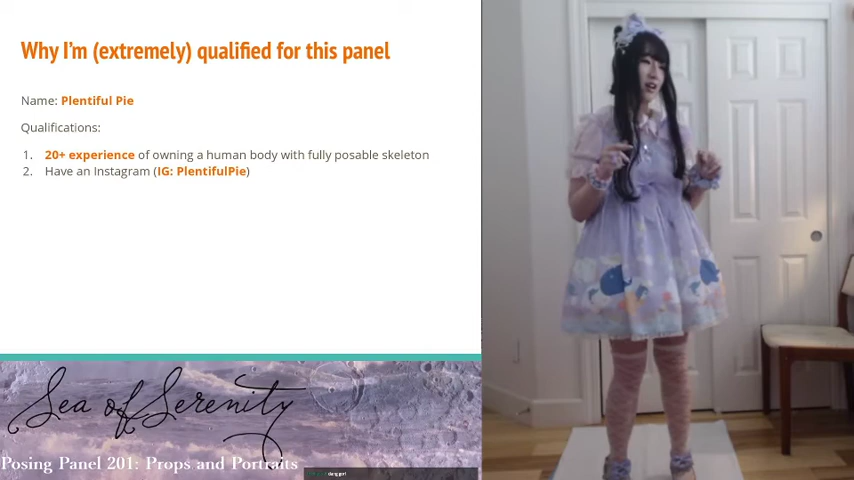 Why I'm (extremely) qualified for this panel
Name: Plentiful Pie
Qualifications:
1. 20+ experience of owning a human body with fully posable skeleton
2. Have an Instagram (IG: PlentifulPie)
Sea of Serenity
Posing Panel 201: Props and Portraits